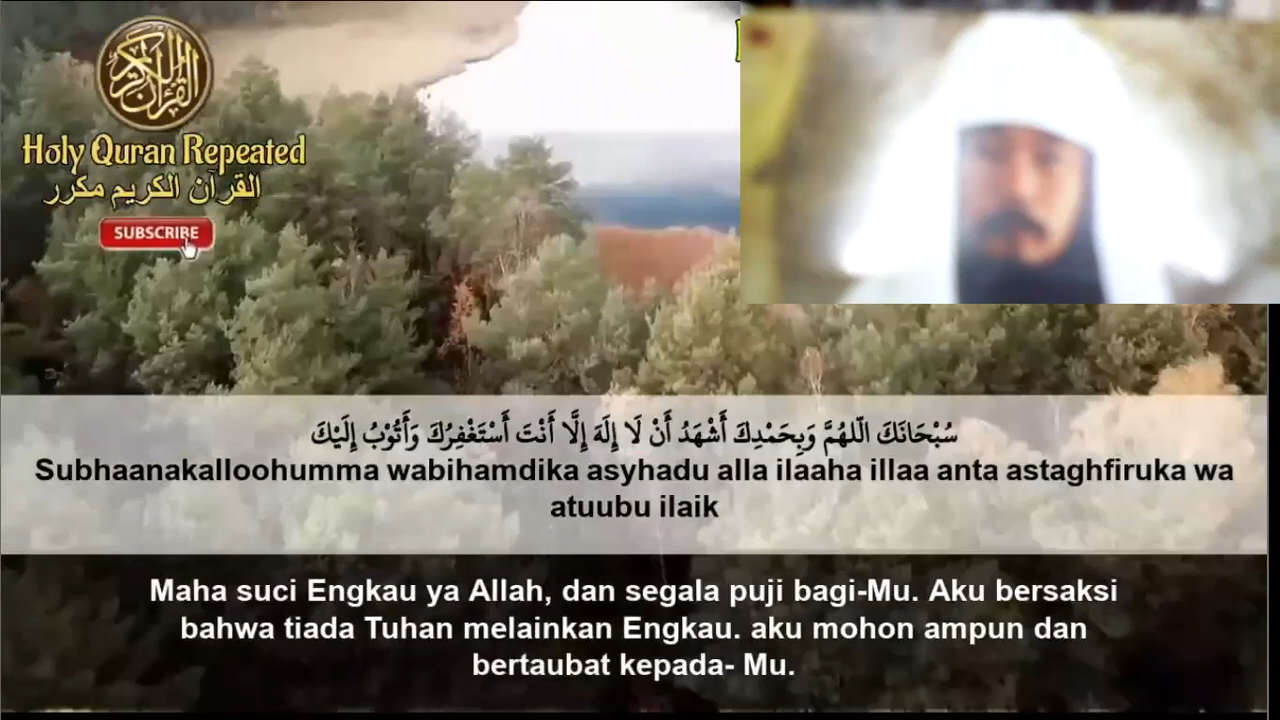 Holy Quran Repeated
القرآن الكريم مكرر
SUBSCRIBE
سُبْحَانَكَ اللّهُمَّ وَبِحَمْدِكَ أَشْهَدُ أَنْ لَا إِلَهَ إِلَّا أَنْتَ أَسْتَغْفِرُكَ وَأَتُوْبُ إِلَيْكَ
Subhaanakalloohumma wabihamdika asyhadu alla ilaaha illaa anta astaghfiruka wa
atuubu ilaik
Maha suci Engkau ya Allah, dan segala puji bagi-Mu. Aku bersaksi
bahwa tiada Tuhan melainkan Engkau. aku mohon ampun dan
bertaubat kepada- Mu.